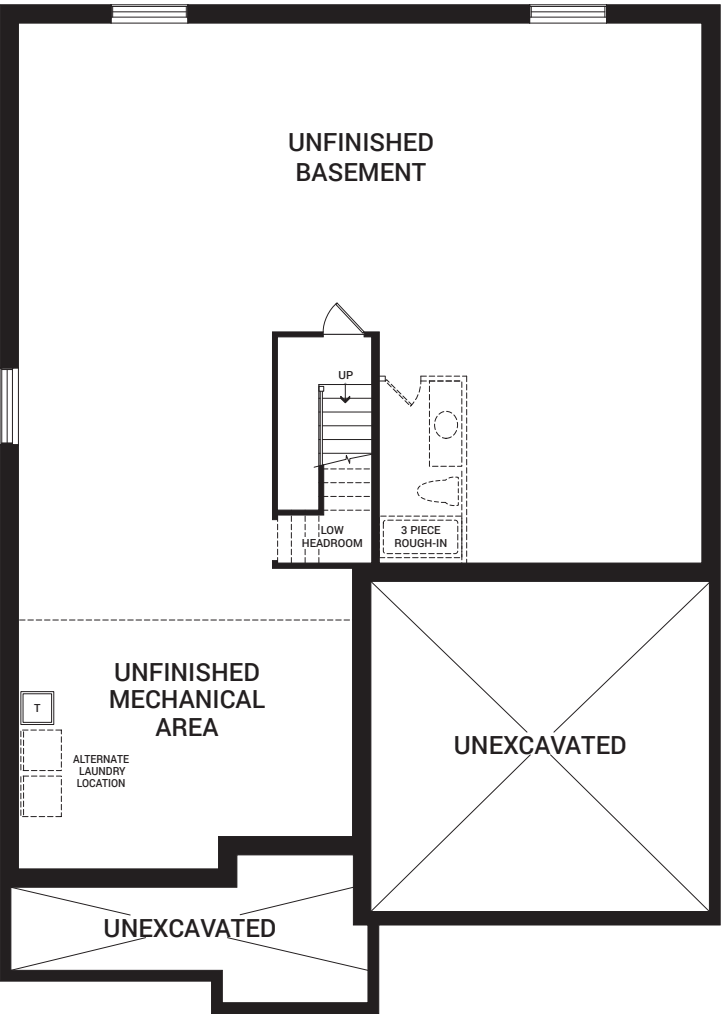 UNFINISHED
BASEMENT
UP
LOW
HEADROOM
3 PIECE
ROUGH-IN
UNFINISHED
MECHANICAL
AREA
T
ALTERNATE
LAUNDRY
LOCATION
UNEXCAVATED
UNEXCAVATED